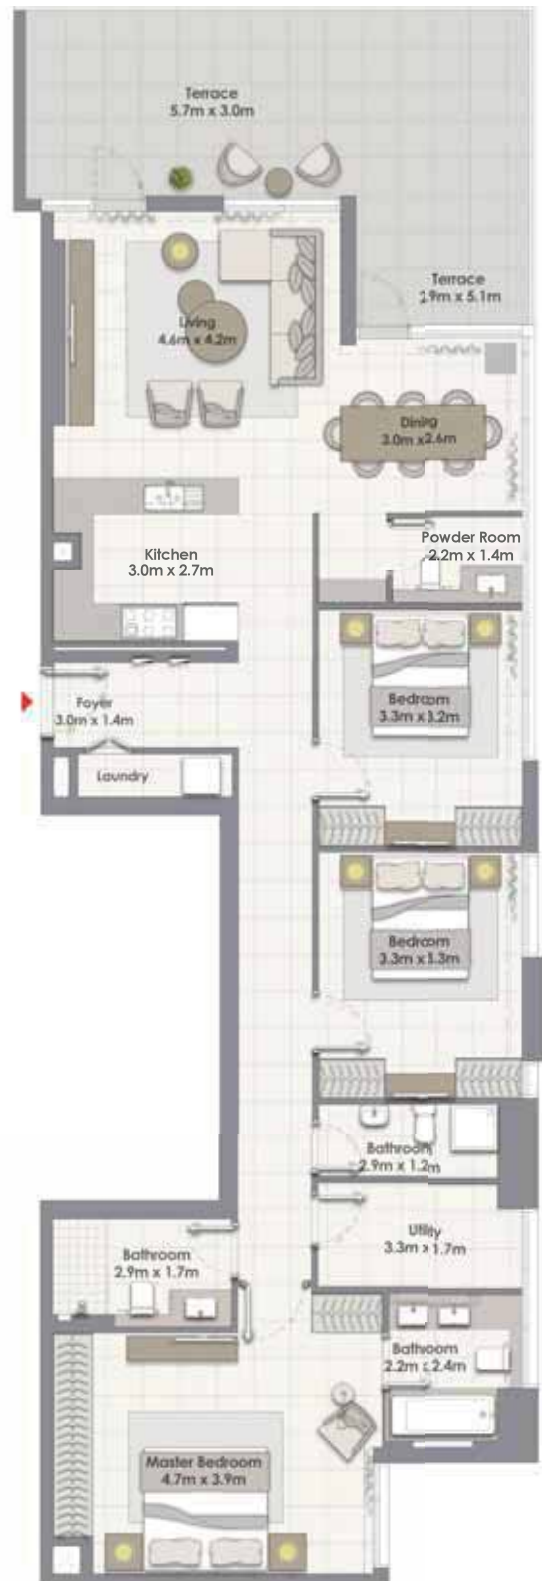 Terrace
5.7m x 3.0m
Terrace
2.9m x 5.1m
Living
4.6m x 4.2m
Dining
3.0m x2.6m
Powder Room
2.2m x 1.4m
Kitchen
3.0m x 2.7m
Foyer
3.0m x 1.4m
Bedroom
3.3m x 3.2m
Laundry
Bedroom
3.3m x 3.3m
Bathroom
2.9m x 1.2m
Utility
3.3m x 1.7m
Bathroom
2.9m x 1.7m
Bathroom
2.2m x 2.4m
Master Bedroom
4.7m x 3.9m